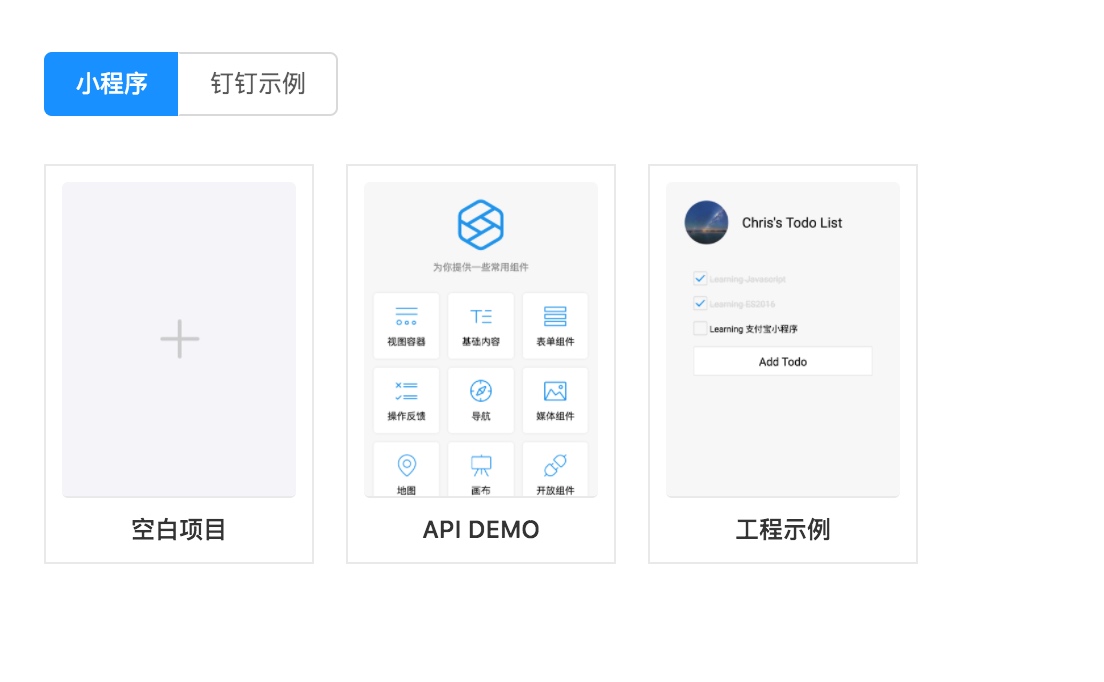 小程序
钉钉示例
为你提供一些常用组件
视图容器
基础内容
表单组件
操作反馈
导航
媒体组件
地图
画布
开放组件
Chris's Todo List
Learning Javascript
Learning ES2016
Learning 支付宝小程序
Add Todo
空白项目
API DEMO
工程示例